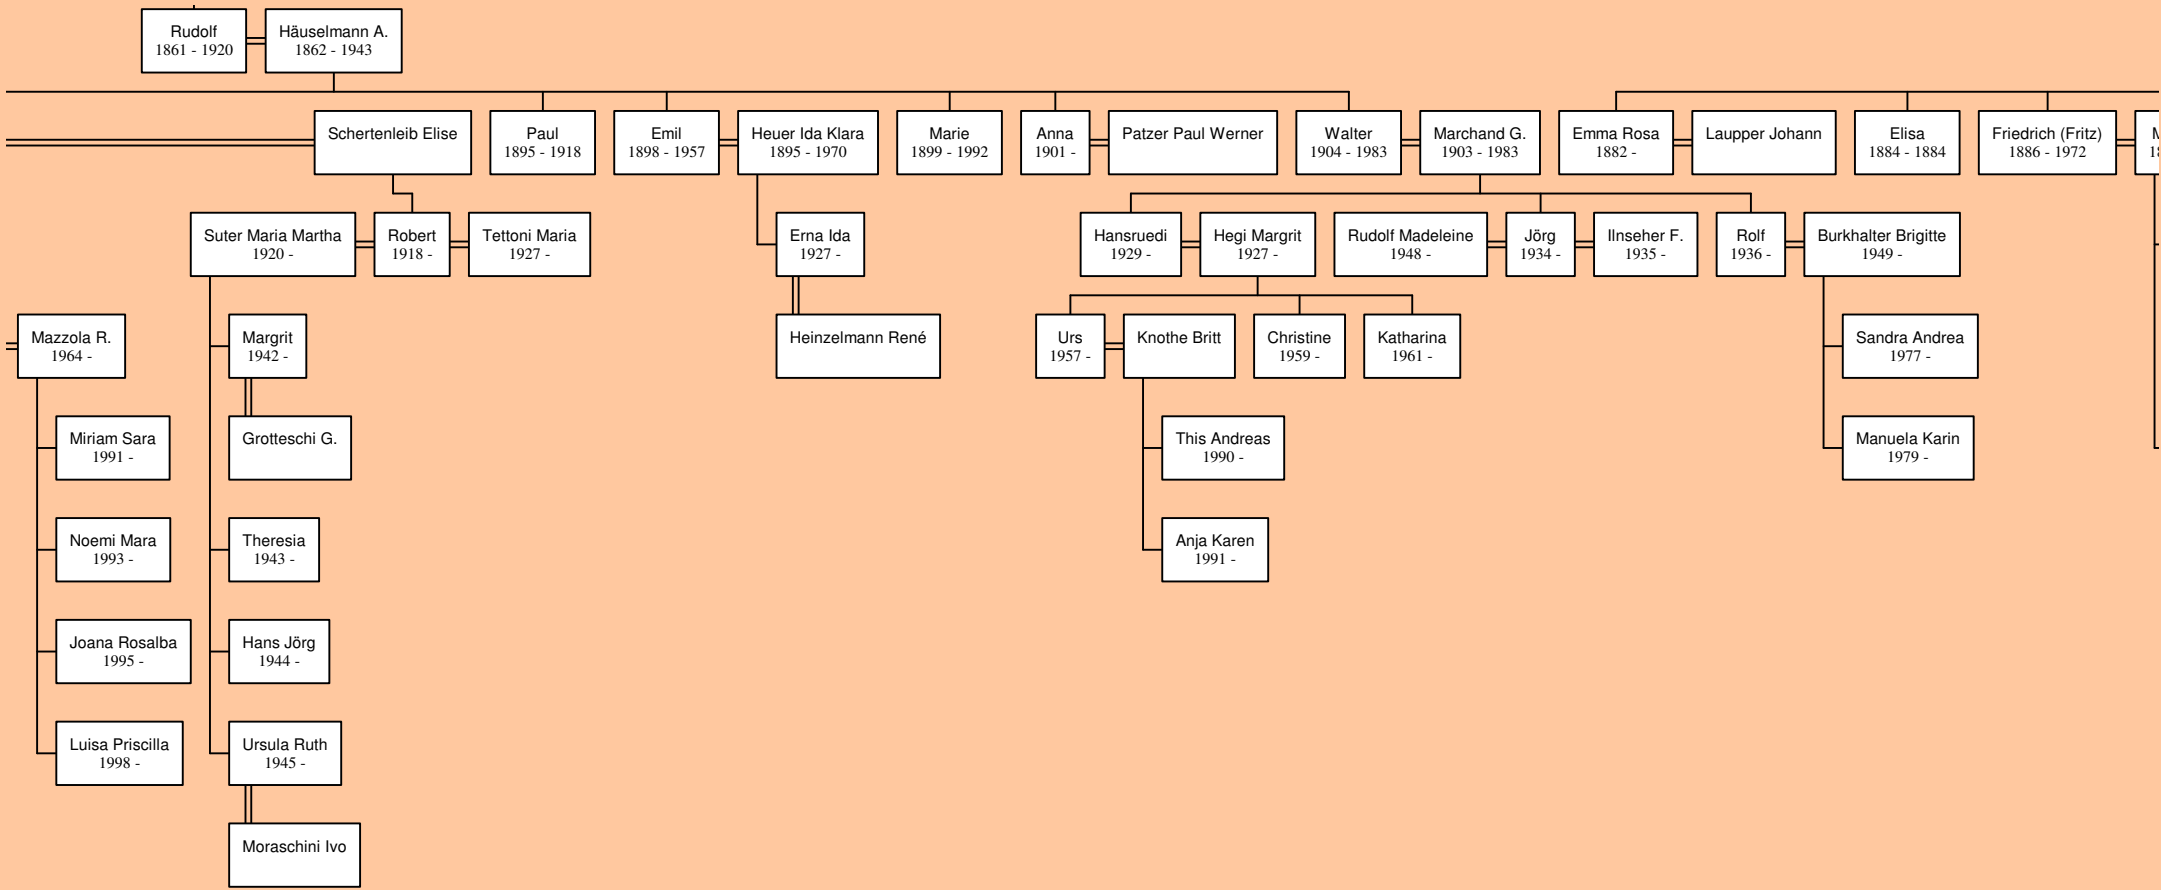 Rudolf
1861 - 1920
Häuselmann A.
1862 - 1943
Schertenleib Elise
Paul
1895 - 1918
Emil
1898 - 1957
Heuer Ida Klara
1895 - 1970
Marie
1899 - 1992
Anna
1901 -
Patzer Paul Werner
Walter
1904 - 1983
Marchand G.
1903 - 1983
Emma Rosa
1882 -
Laupper Johann
Elisa
1884 - 1884
Friedrich (Fritz)
1886 - 1972
Suter Maria Martha
1920 -
Robert
1918 -
Tettoni Maria
1927 -
Erna Ida
1927 -
Hansruedi
1929 -
Hegi Margrit
1927 -
Rudolf Madeleine
1948 -
Jörg
1934 -
Ilnseher F.
1935 -
Rolf
1936 -
Burkhalter Brigitte
1949 -
Mazzola R.
1964 -
Margrit
1942 -
Heinzelmann René
Urs
1957 -
Knothe Britt
Christine
1959 -
Katharina
1961 -
Sandra Andrea
1977 -
Miriam Sara
1991 -
Grotteschi G.
This Andreas
1990 -
Manuela Karin
1979 -
Noemi Mara
1993 -
Theresia
1943 -
Anja Karen
1991 -
Joana Rosalba
1995 -
Hans Jörg
1944 -
Luisa Priscilla
1998 -
Ursula Ruth
1945 -
Moraschini Ivo